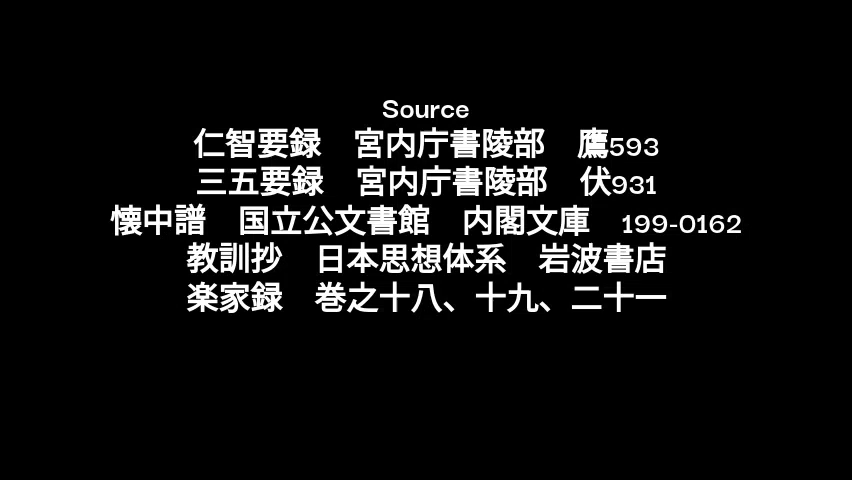 Source
仁智要録　宮内庁書陵部　鷹593
三五要録　宮内庁書陵部　伏931
懐中譜　国立公文書館　内閣文庫　199-0162
教訓抄　日本思想体系　岩波書店
楽家録　巻之十八、十九、二十一